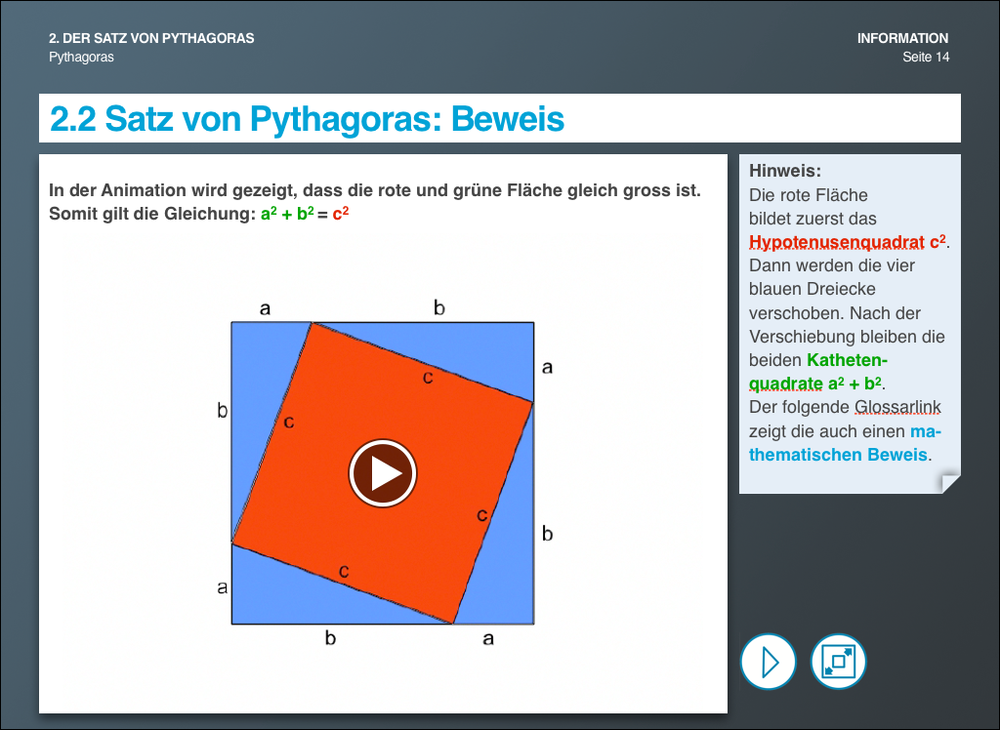 2. DER SATZ VON PYTHAGORAS
Pythagoras
INFORMATION
Seite 14
2.2 Satz von Pythagoras: Beweis
In der Animation wird gezeigt, dass die rote und grüne Fläche gleich gross ist.
Somit gilt die Gleichung: a² + b² = c²
a
b
c
a
b
c
c
b
c
a
b
a
Hinweis:
Die rote Fläche
bildet zuerst das
Hypotenusenquadrat c².
Dann werden die vier
blauen Dreiecke
verschoben. Nach der
Verschiebung bleiben die
beiden Katheten-
quadrate a² + b².
Der folgende Glossarlink
zeigt die auch einen ma-
thematischen Beweis.